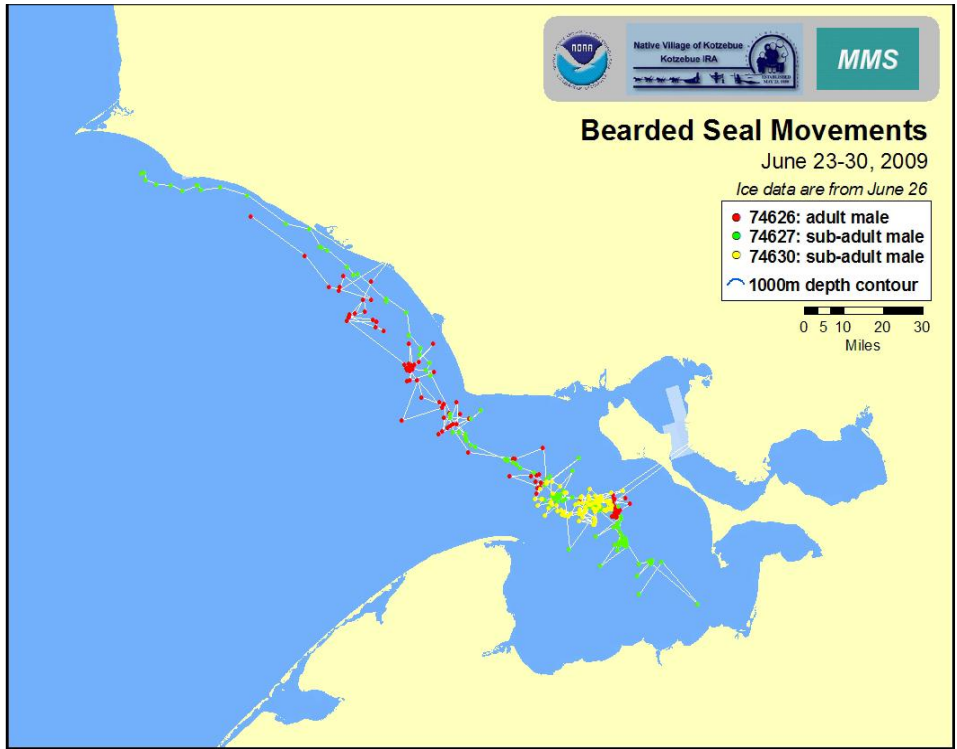 NOAA
Native Village of Kotzebue
Kotzebue IRA
ESTABLISHED
MMS
Bearded Seal Movements
June 23-30, 2009
Ice data are from June 26
74626: adult male
74627: sub-adult male
74630: sub-adult male
1000m depth contour
0 5 10 20 30
Miles